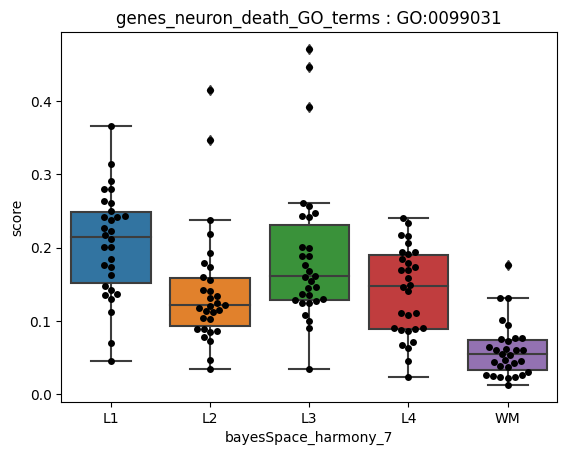 genes_neuron_death_GO_terms : GO:0099031
score
0.4
0.3
0.2
0.1
0.0
L1 L2 L3 L4 WM
bayesSpace_harmony_7